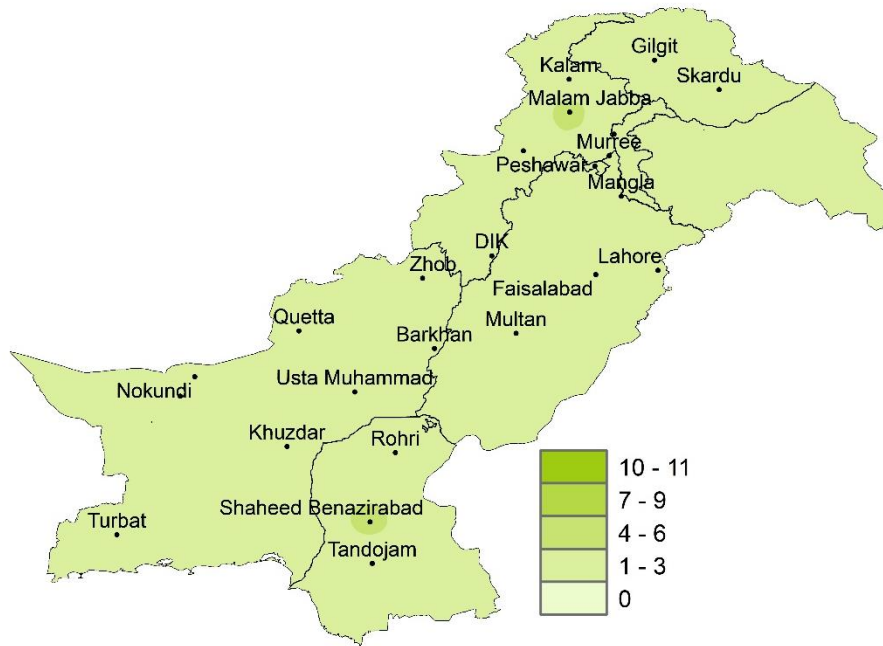 Gilgit
Kalam
Skardu
Malam Jabba
Murree
Peshawar
Mangla
DIK
Zhob
Lahore
Faisalabad
Quetta
Multan
Barkhan
Usta Muhammad
Nokundi
Khuzdar
Rohri
Shaheed Benazirabad
Turbat
Tandojam
10 - 11
7 - 9
4 - 6
1 - 3
0